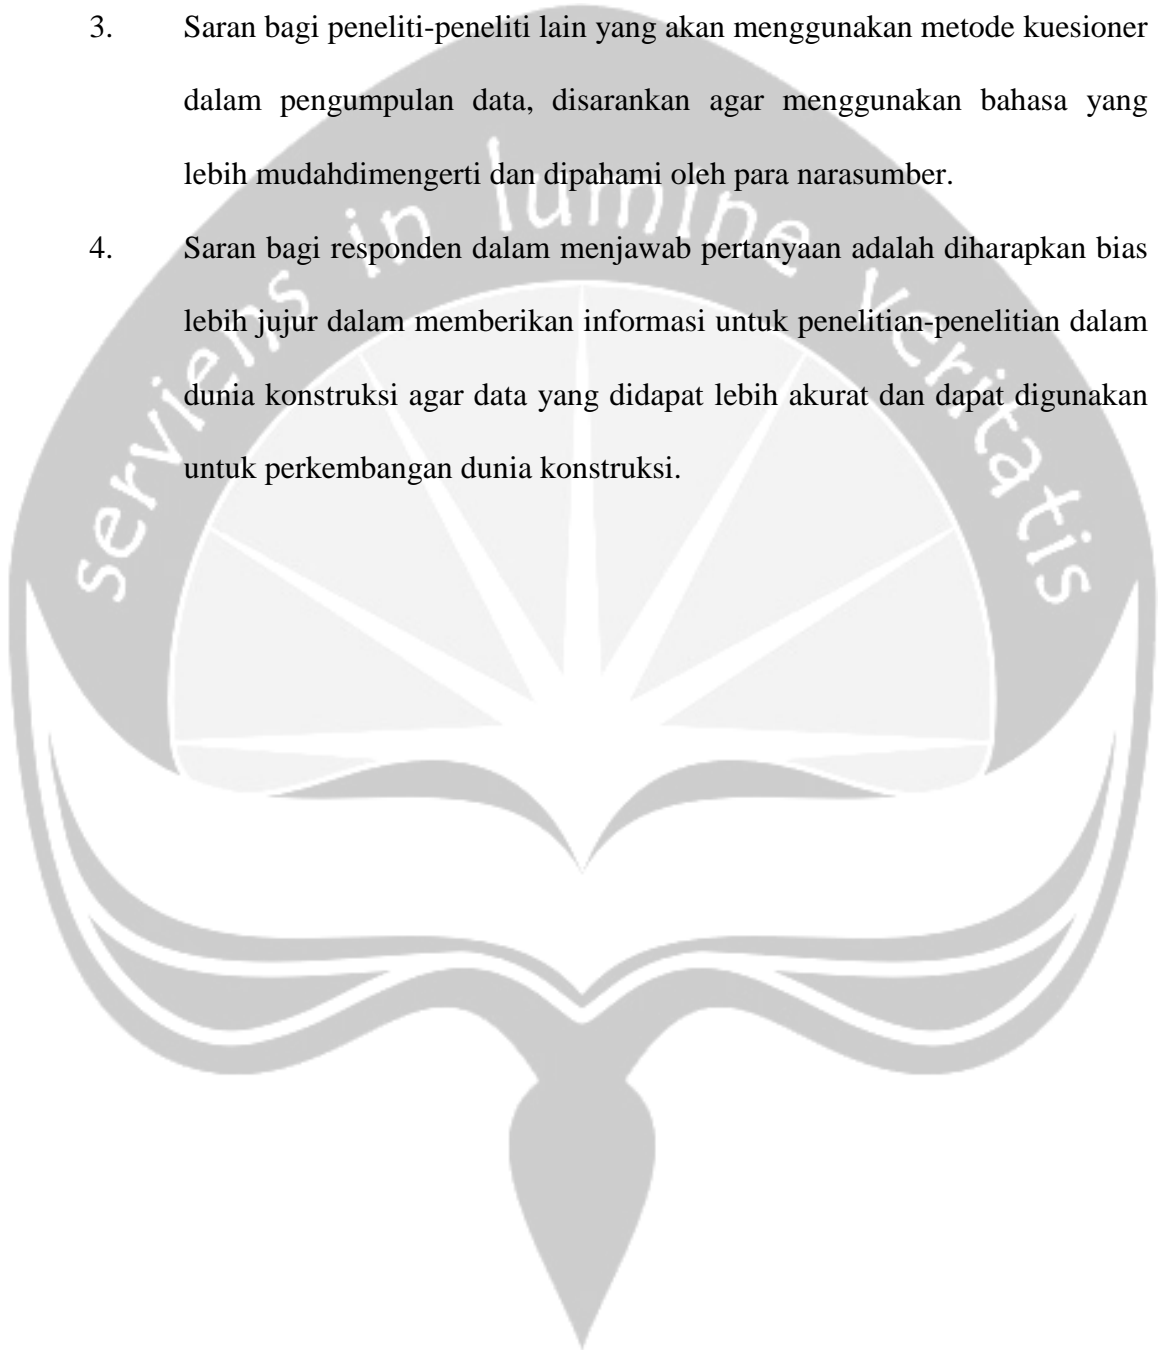 3. Saran bagi peneliti-peneliti lain yang akan menggunakan metode kuesioner
dalam pengumpulan data, disarankan agar menggunakan bahasa yang
lebih mudahdimengerti dan dipahami oleh para narasumber.
4. Saran bagi responden dalam menjawab pertanyaan adalah diharapkan bias
lebih jujur dalam memberikan informasi untuk penelitian-penelitian dalam
dunia konstruksi agar data yang didapat lebih akurat dan dapat digunakan
untuk perkembangan dunia konstruksi.
serviens in lumine veritatis